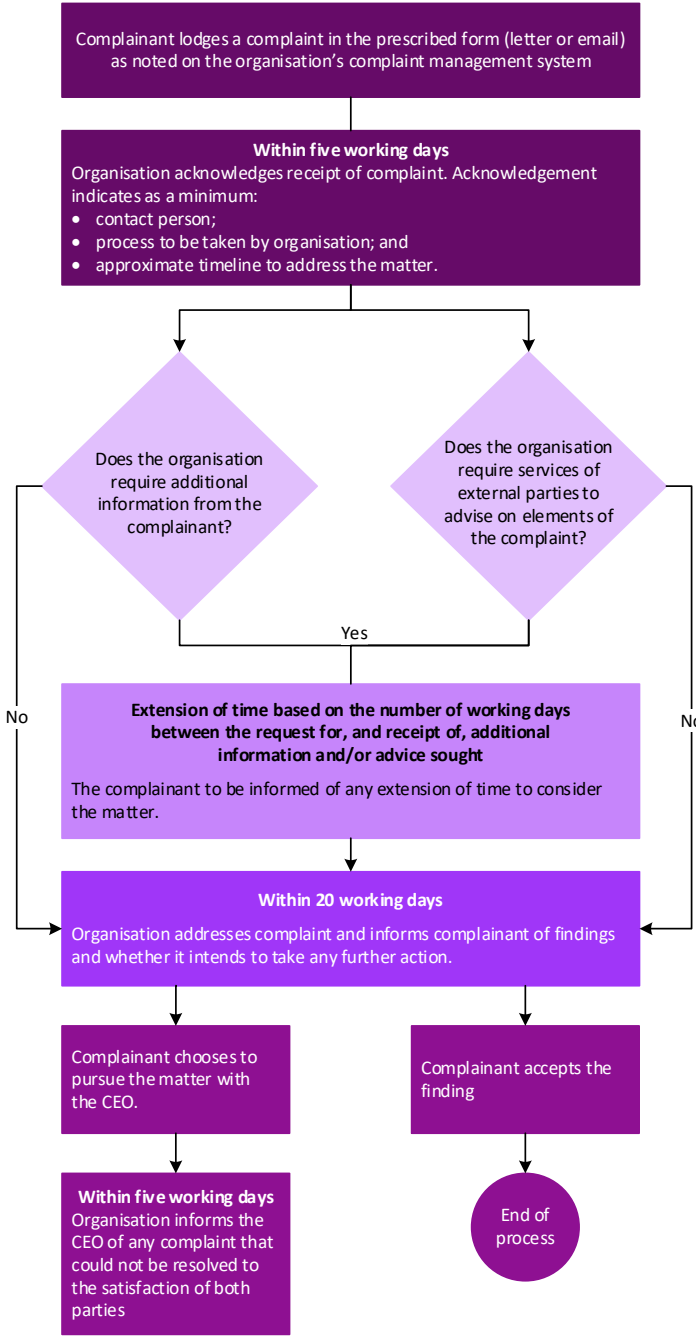 Complainant lodges a complaint in the prescribed form (letter or email)
as noted on the organisation's complaint management system
Within five working days
Organisation acknowledges receipt of complaint. Acknowledgement
indicates as a minimum:
• contact person;
• process to be taken by organisation; and
• approximate timeline to address the matter.
Does the organisation
require additional
information from the
complainant?
Does the organisation
require services of
external parties to
advise on elements of
the complaint?
Yes
No
No
Extension of time based on the number of working days
between the request for, and receipt of, additional
information and/or advice sought
The complainant to be informed of any extension of time to consider
the matter.
Within 20 working days
Organisation addresses complaint and informs complainant of findings
and whether it intends to take any further action.
Complainant chooses to
pursue the matter with
the CEO.
Complainant accepts the
finding
Within five working days
Organisation informs the
CEO of any complaint that
could not be resolved to
the satisfaction of both
parties
End of
process